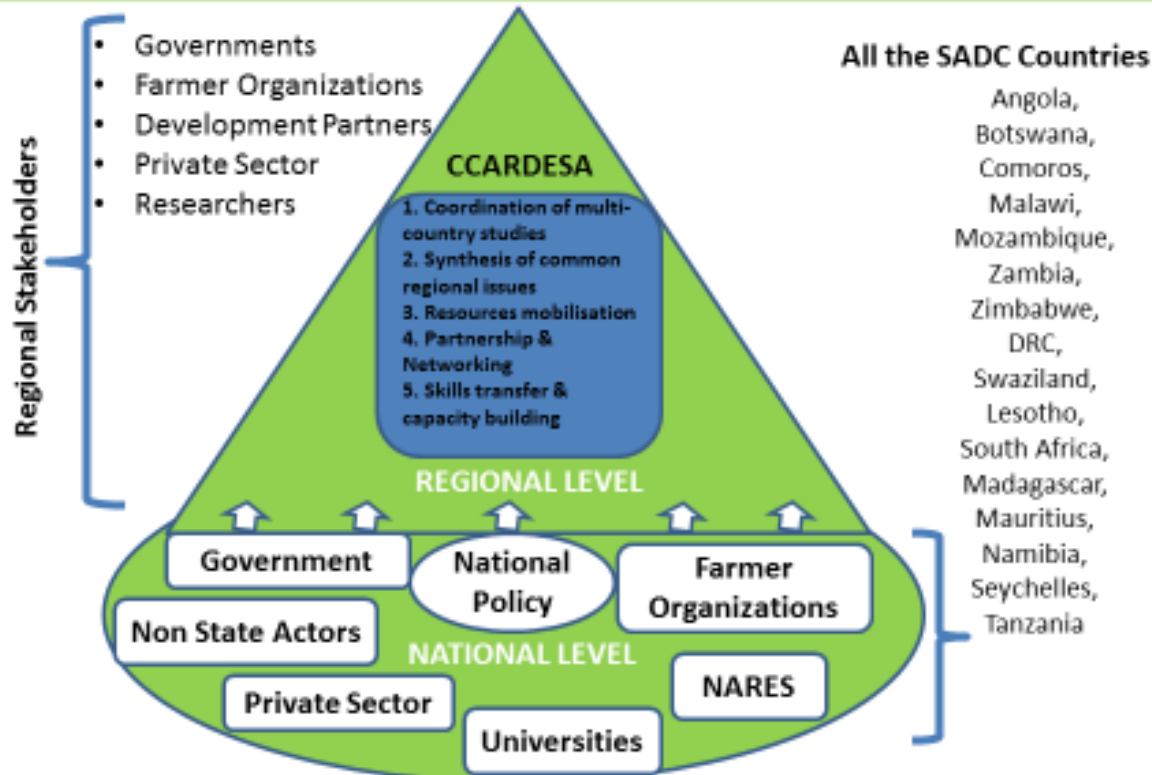 Regional Stakeholders
• Governments
• Farmer Organizations
• Development Partners
• Private Sector
• Researchers
CCARDESA
1. Coordination of multi-
country studies
2. Synthesis of common
regional issues
3. Resources mobilisation
4. Partnership &
Networking
5. Skills transfer &
capacity building
REGIONAL LEVEL
Government
National
Policy
Farmer
Organizations
Non State Actors
NATIONAL LEVEL
NARES
Private Sector
Universities
All the SADC Countries
Angola,
Botswana,
Comoros,
Malawi,
Mozambique,
Zambia,
Zimbabwe,
DRC,
Swaziland,
Lesotho,
South Africa,
Madagascar,
Mauritius,
Namibia,
Seychelles,
Tanzania